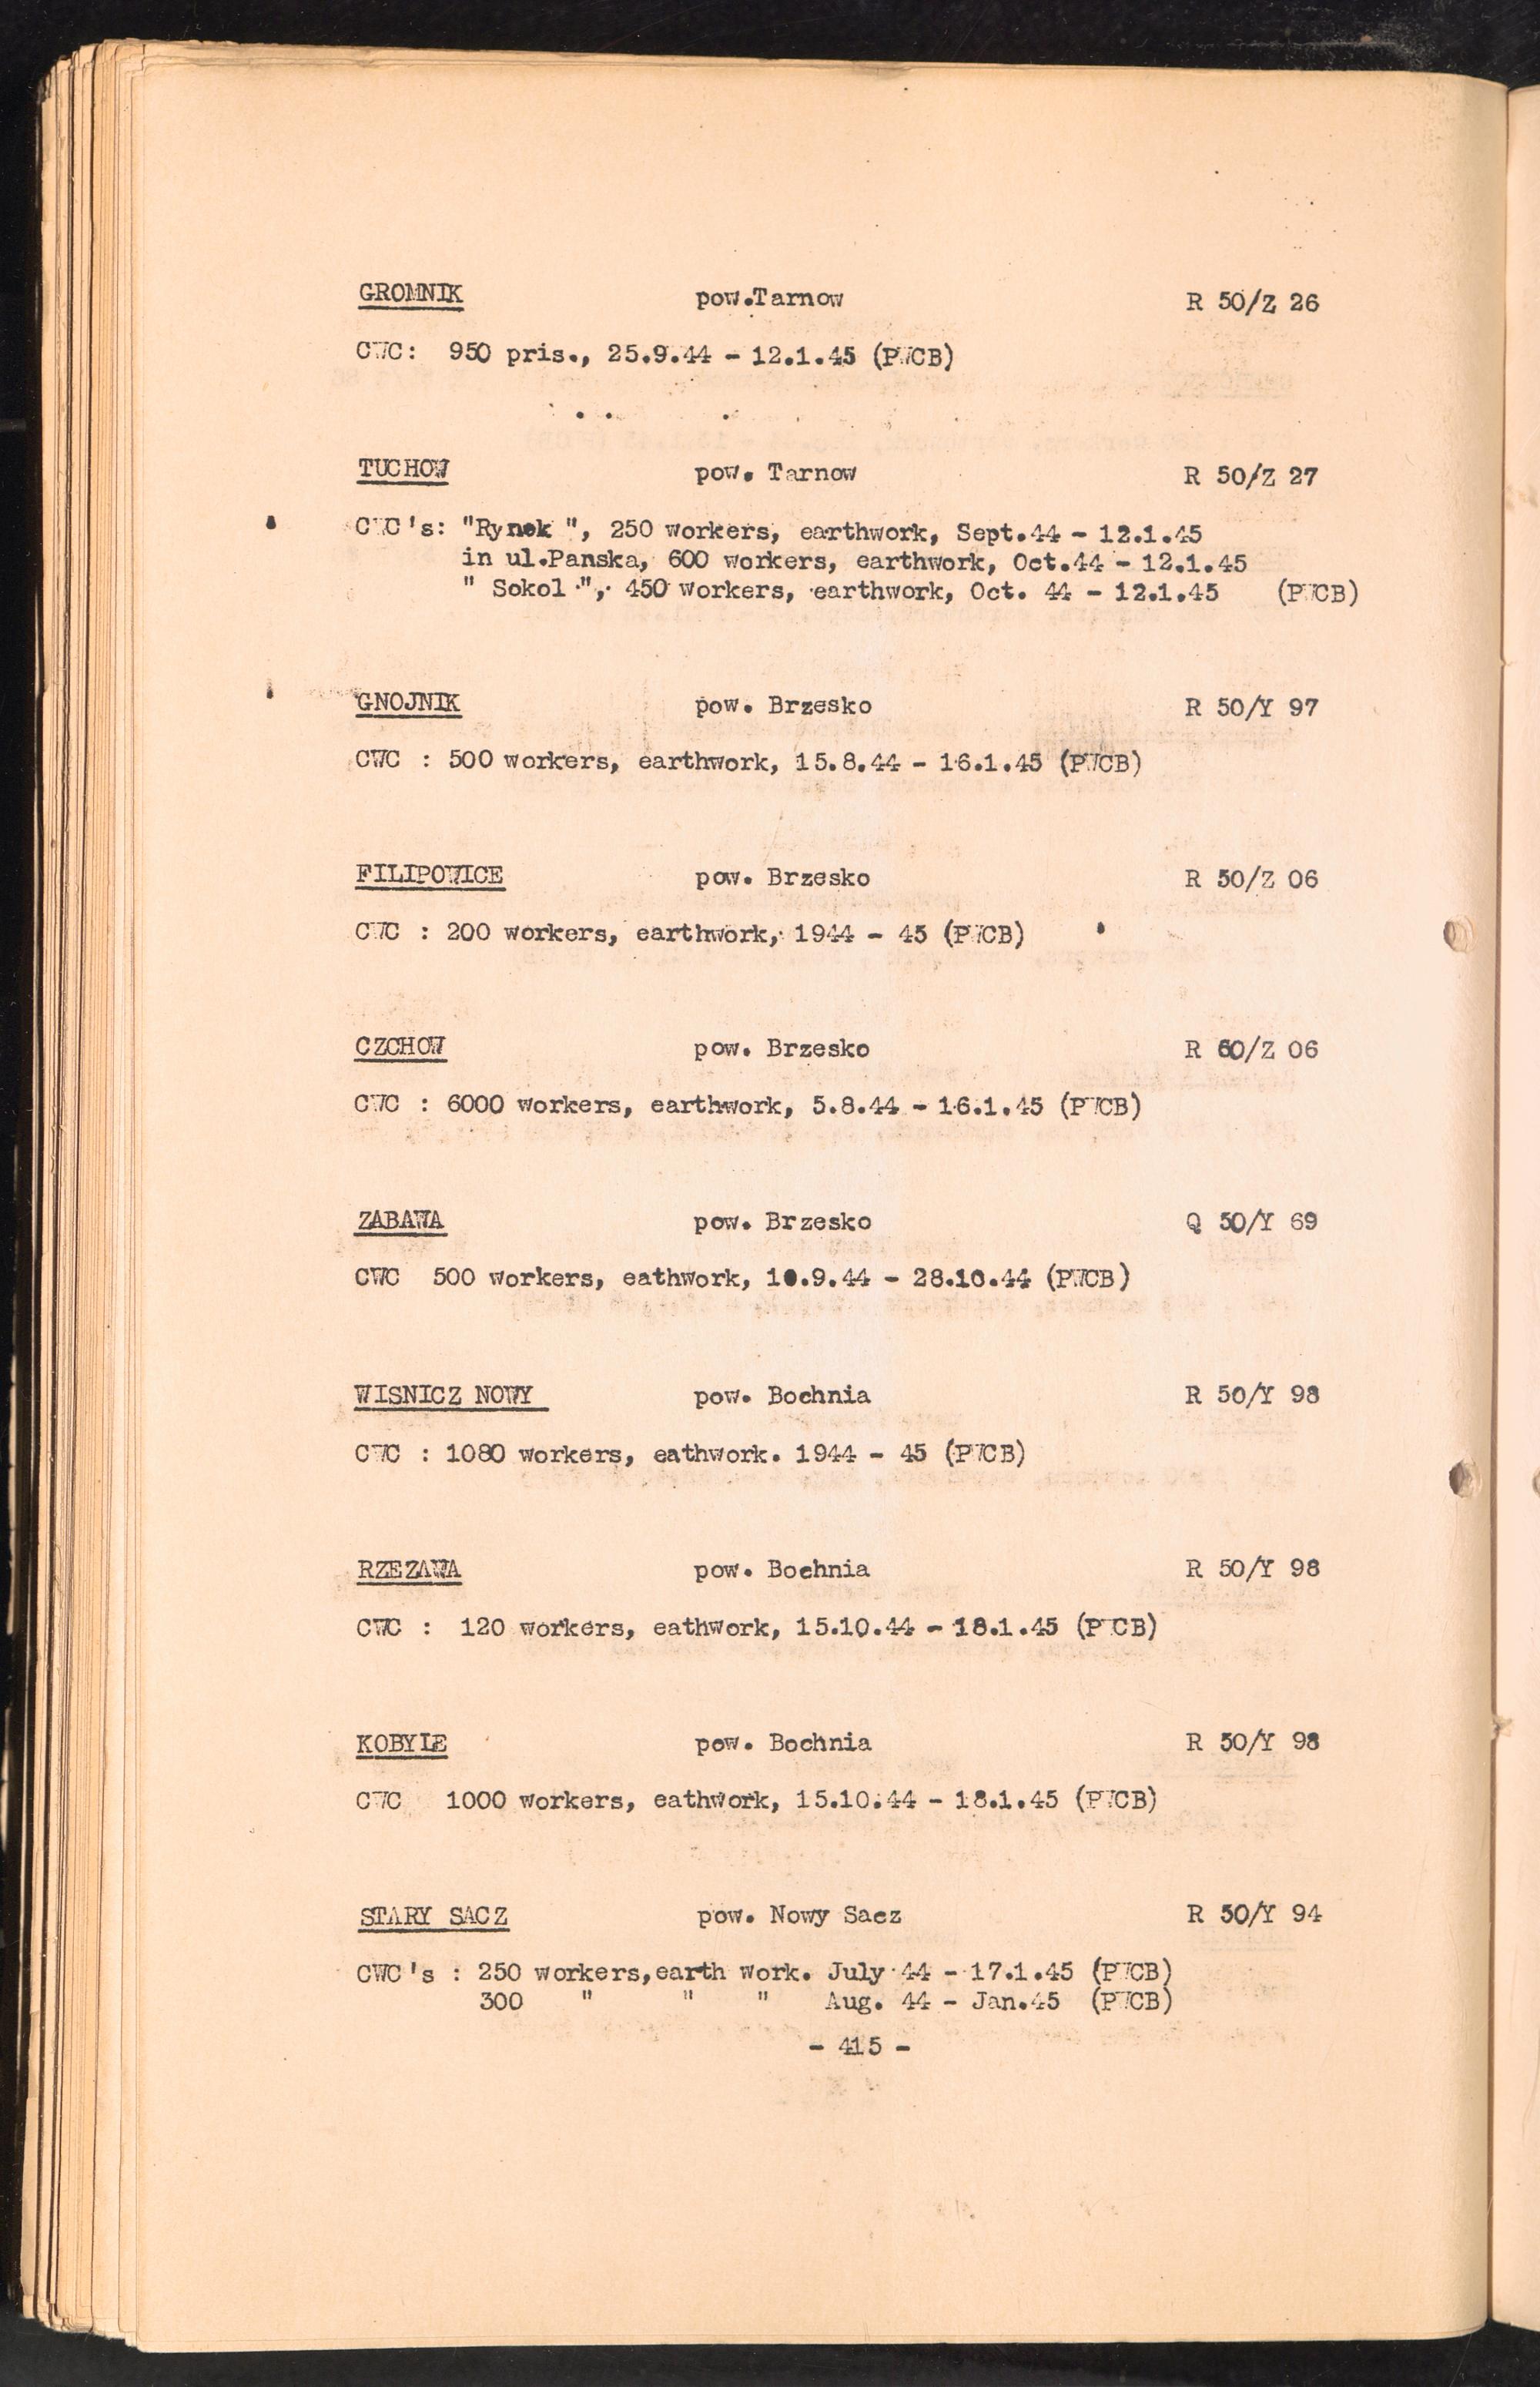 GROMNIK pow.Tarnow R 50/Z 26
CWC: 950 pris., 25.9.44 - 12.1.45 (PWCB)
TUCHOW pow. Tarnow R 50/Z 27
CWC's: "Rynek ", 250 workers, earthwork, Sept.44 - 12.1.45
in ul.Panska, 600 workers, earthwork, Oct.44 - 12.1.45
" Sokol ", 450 workers, earthwork, Oct. 44 - 12.1.45 (PWCB)
GNOJNIK pow. Brzesko R 50/Y 97
CWC : 500 workers, earthwork, 15.8.44 - 16.1.45 (PWCB)
FILIPOWICE pow. Brzesko R 50/Z 06
CWC : 200 workers, earthwork, 1944 - 45 (PWCB)
CZCHOW pow. Brzesko R 60/Z 06
CWC : 6000 workers, earthwork, 5.8.44 - 16.1.45 (PWCB)
ZABAWA pow. Brzesko Q 50/Y 69
CWC 500 workers, eathwork, 10.9.44 - 28.10.44 (PWCB)
WISNICZ NOWY pow. Bochnia R 50/Y 98
CWC : 1080 workers, eathwork. 1944 - 45 (PWCB)
RZEZAWA pow. Bochnia R 50/Y 98
CWC : 120 workers, eathwork, 15.10.44 - 18.1.45 (PWCB)
KOBYLE pow. Bochnia R 50/Y 98
CWC 1000 workers, eathwork, 15.10.44 - 18.1.45 (PWCB)
STARY SACZ pow. Nowy Sacz R 50/Y 94
CWC's : 250 workers,earth work. July 44 - 17.1.45 (PWCB)
300 " " " Aug. 44 - Jan.45 (PWCB)
- 415 -